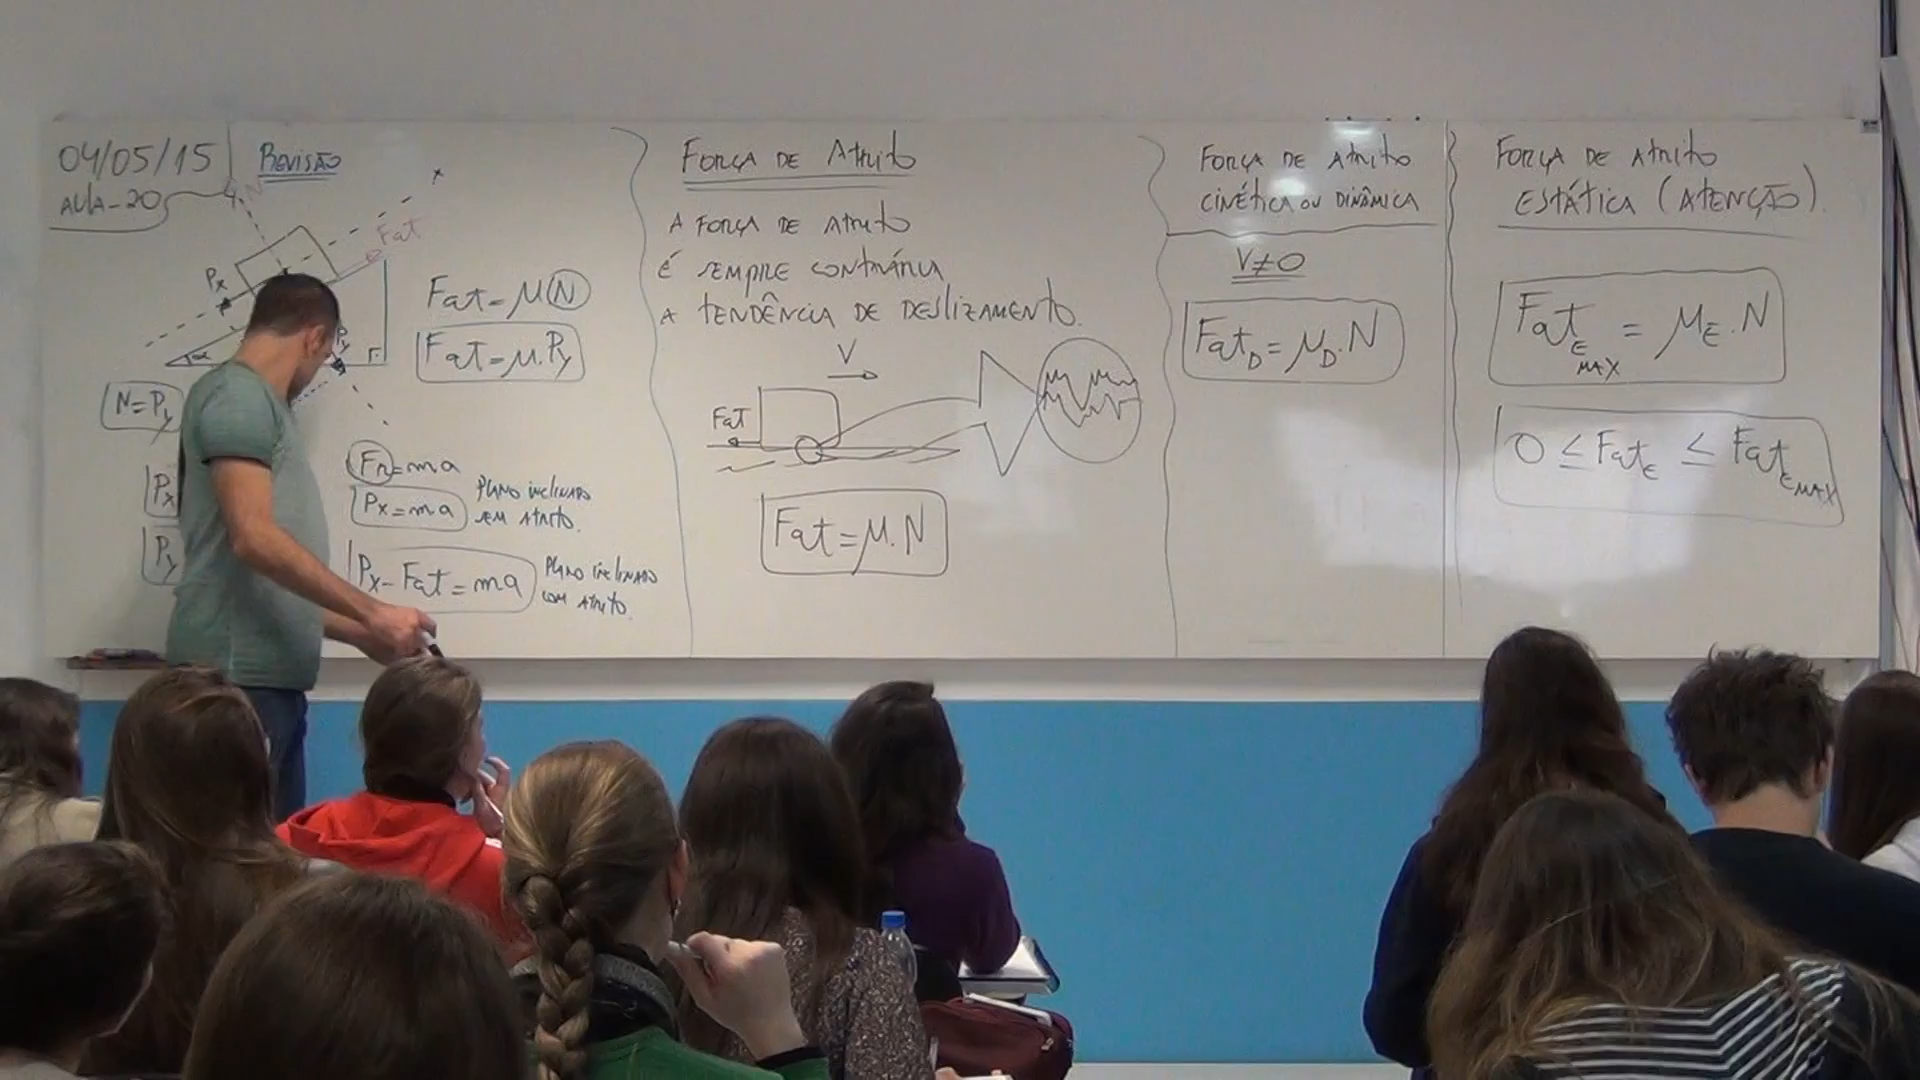 04/05/15
AULA-20
REVISÃO
N
x
Fat
Px
Py
α
Fat=μ(N)
Fat=μ.Py
N=Py
Px
Py
Fr=ma
Px=ma
PLANO INCLINADO
SEM ATRITO.
Px-Fat=ma
PLANO INCLINADO
COM ATRITO.
FORÇA DE ATRITO
A FORÇA DE ATRITO
É SEMPRE CONTRÁRIA
A TENDÊNCIA DE DESLIZAMENTO.
V
Fat
Fat=μ.N
FORÇA DE ATRITO
CINÉTICA OU DINÂMICA
V≠0
FatD=μD.N
FORÇA DE ATRITO
ESTÁTICA (ATENÇÃO).
FatE MAX = μE.N
0 ≤ FatE ≤ FatE MAX